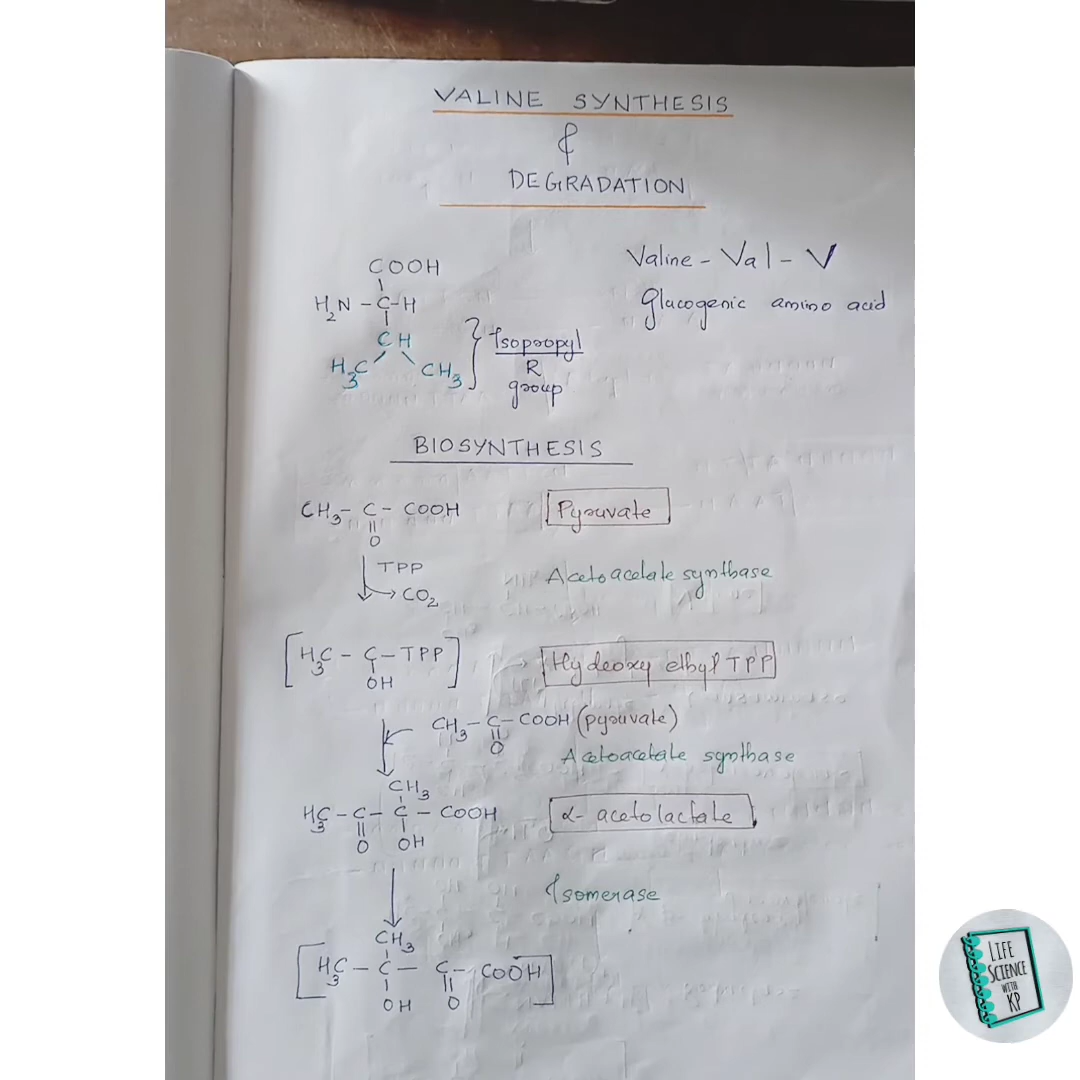 VALINE SYNTHESIS
&
DEGRADATION
Valine - Val - V
Glucogenic amino acid
COOH
H2N - C - H
CH
H3C CH3
Isopropyl
R
group
BIOSYNTHESIS
CH3 - C - COOH Pyruvate
O
TPP Acetoacetate synthase
→ CO2
[H3C - C - TPP] → Hydroxy ethyl TPP
OH
CH3 - C - COOH (pyruvate)
O
Acetoacetate synthase
CH3
H3C - C - C - COOH α-acetolactate
O OH
Isomerase
CH3
[H3C - C - C - COOH]
OH O
LIFE
SCIENCE
WITH
KP